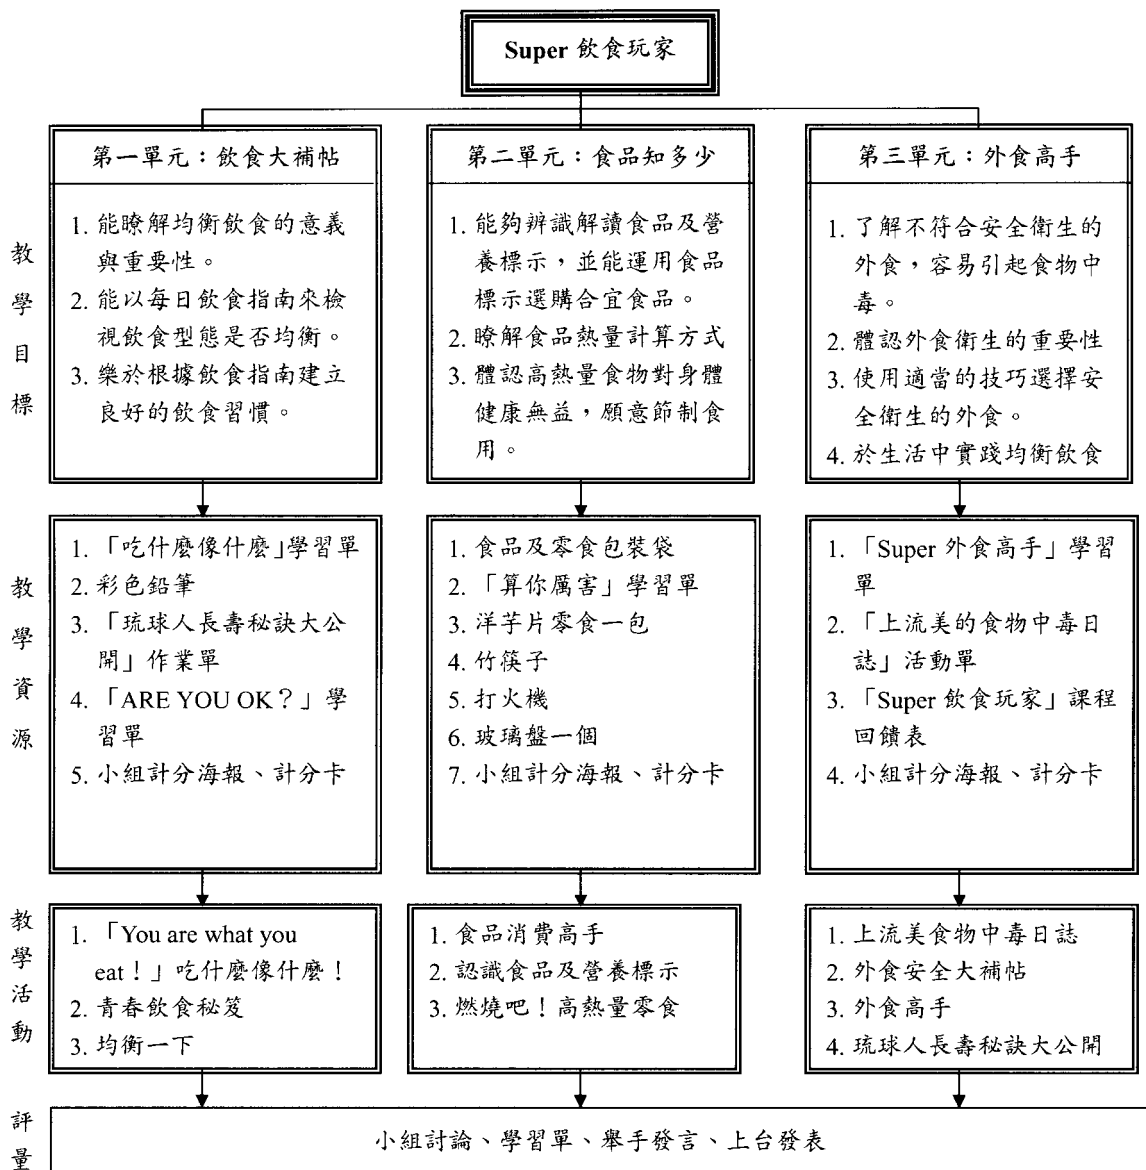 Super 飲食玩家
第一單元：飲食大補帖
第二單元：食品知多少
第三單元：外食高手
教學目標
1. 能瞭解均衡飲食的意義
與重要性。
2. 能以每日飲食指南來檢
視飲食型態是否均衡。
3. 樂於根據飲食指南建立
良好的飲食習慣。
1. 能夠辨識解讀食品及營
養標示，並能運用食品
標示選購合宜食品。
2. 瞭解食品熱量計算方式
3. 體認高熱量食物對身體
健康無益，願意節制食
用。
1. 了解不符合安全衛生的
外食，容易引起食物中
毒。
2. 體認外食衛生的重要性
3. 使用適當的技巧選擇安
全衛生的外食。
4. 於生活中實踐均衡飲食
教學資源
1. 「吃什麼像什麼」學習單
2. 彩色鉛筆
3. 「琉球人長壽秘訣大公
開」作業單
4. 「ARE YOU OK？」學
習單
5. 小組計分海報、計分卡
1. 食品及零食包裝袋
2. 「算你厲害」學習單
3. 洋芋片零食一包
4. 竹筷子
5. 打火機
6. 玻璃盤一個
7. 小組計分海報、計分卡
1. 「Super 外食高手」學習
單
2. 「上流美的食物中毒日
誌」活動單
3. 「Super 飲食玩家」課程
回饋表
4. 小組計分海報、計分卡
教學活動
1. 「You are what you
eat！」吃什麼像什麼！
2. 青春飲食秘笈
3. 均衡一下
1. 食品消費高手
2. 認識食品及營養標示
3. 燃燒吧！高熱量零食
1. 上流美食物中毒日誌
2. 外食安全大補帖
3. 外食高手
4. 琉球人長壽秘訣大公開
評量
小組討論、學習單、舉手發言、上台發表